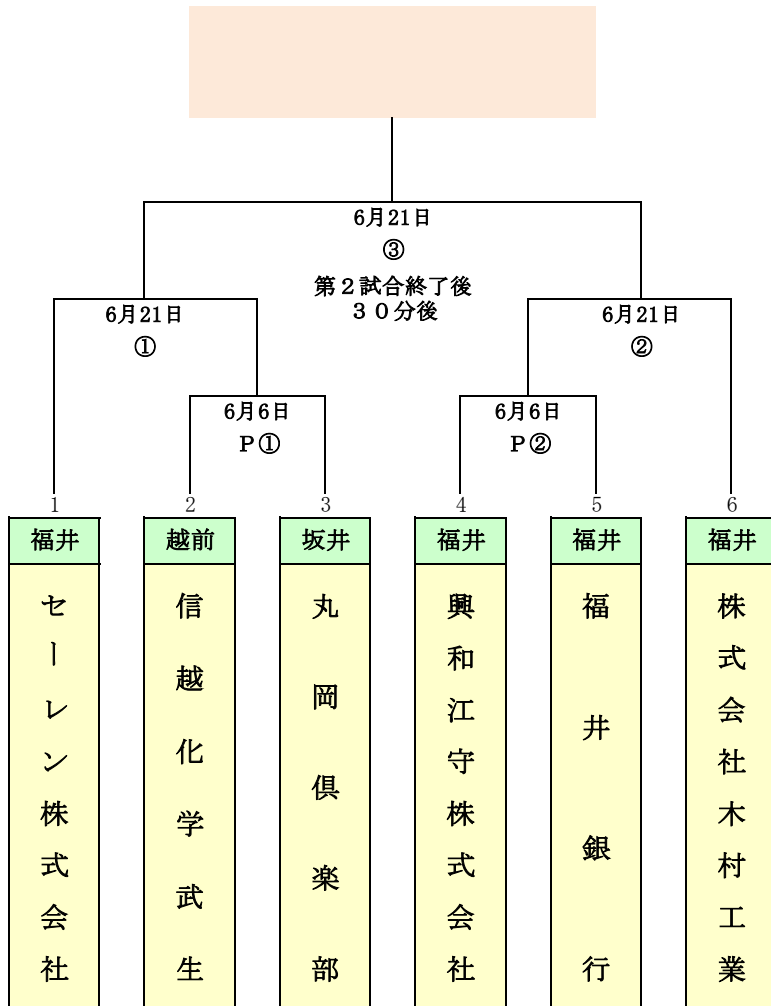 6月21日
③
第２試合終了後
３０分後
6月21日
①
6月21日
②
6月6日
Ｐ①
6月6日
Ｐ②
1
2
3
4
5
6
福井
越前
坂井
福井
福井
福井
セーレン株式会社
信越化学武生
丸岡倶楽部
興和江守株式会社
福井銀行
株式会社木村工業